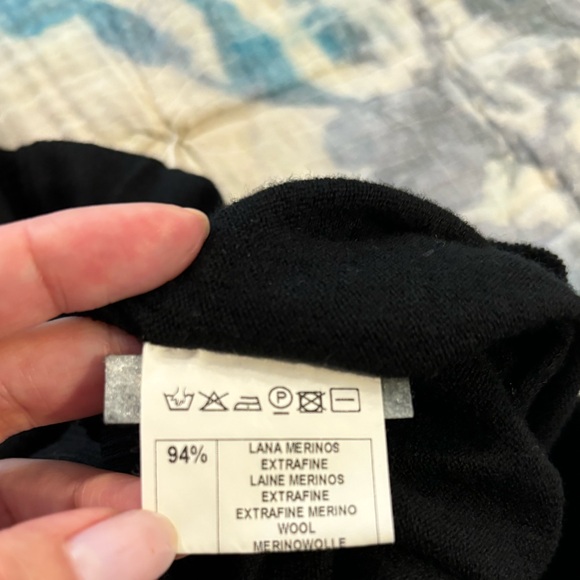 P
94%
LANA MERINOS
EXTRAFINE
LAINE MERINOS
EXTRAFINE
EXTRAFINE MERINO
WOOL
MERINOWOLLE